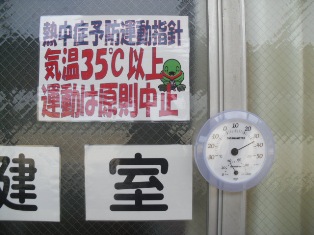 熱中症予防運動指針
気温35℃以上
運動は原則中止
健 室